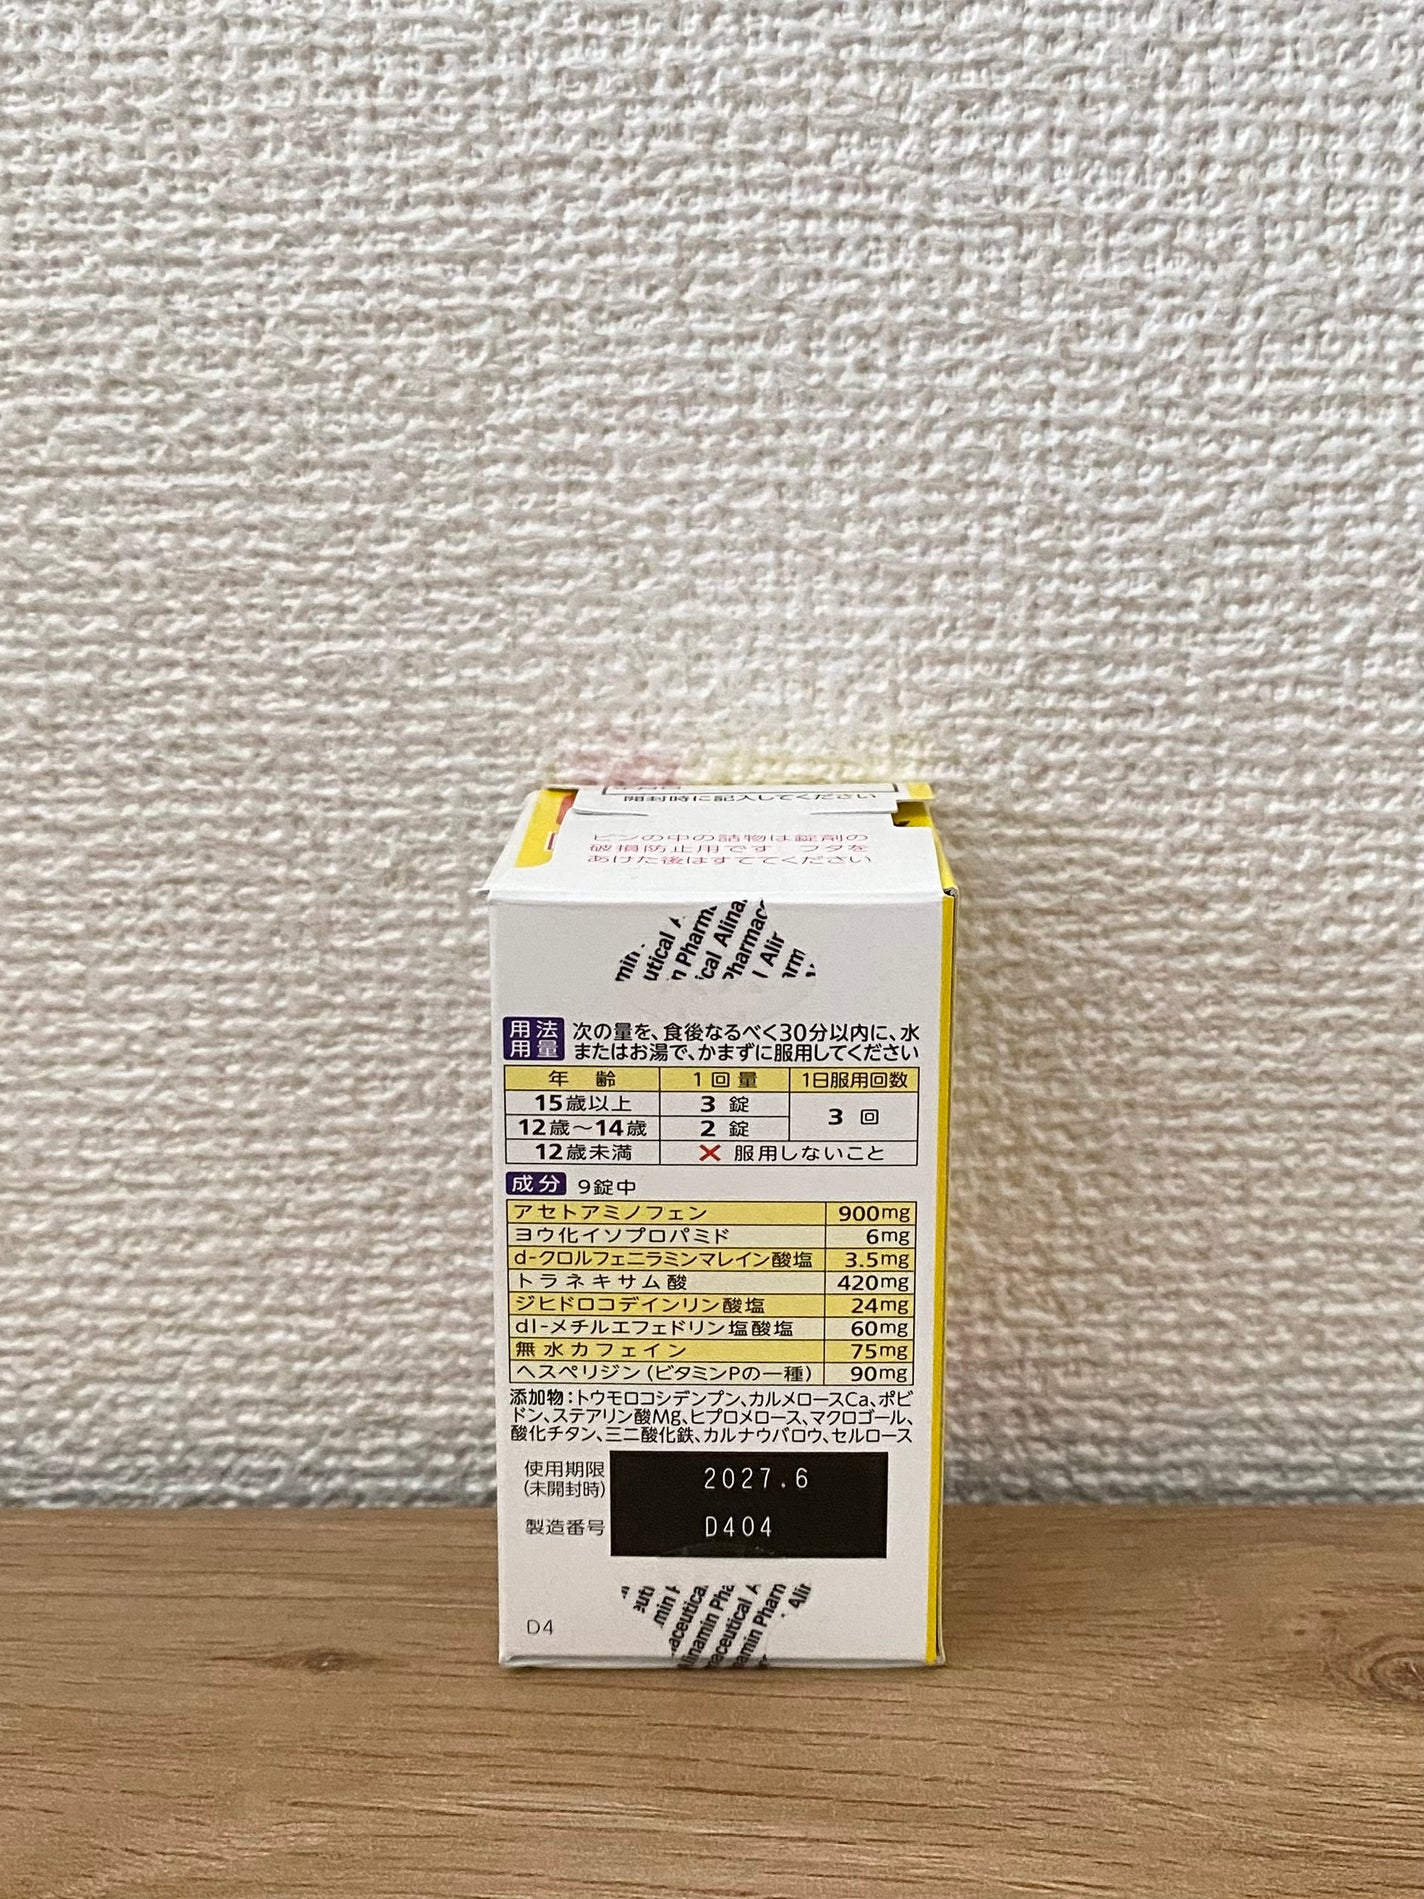 開封時に記入してください
ビンの中の詰物は錠剤の
破損防止用です フタを
あけた後はすててください
用法用量 次の量を、食後なるべく30分以内に、水
またはお湯で、かまずに服用してください
年齢 1回量 1日服用回数
15歳以上 3錠 3回
12歳〜14歳 2錠
12歳未満 ×服用しないこと
成分 9錠中
アセトアミノフェン 900mg
ヨウ化イソプロパミド 6mg
d-クロルフェニラミンマレイン酸塩 3.5mg
トラネキサム酸 420mg
ジヒドロコデインリン酸塩 24mg
dl-メチルエフェドリン塩酸塩 60mg
無水カフェイン 75mg
ヘスペリジン(ビタミンPの一種) 90mg
添加物:トウモロコシデンプン、カルメロースCa、ポビ
ドン、ステアリン酸Mg、ヒプロメロース、マクロゴール、
酸化チタン、三二酸化鉄、カルナウバロウ、セルロース
使用期限 2027.6
(未開封時)
製造番号 D404
D4